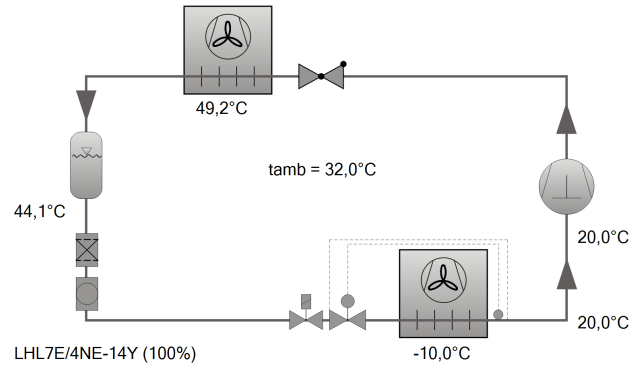 49,2°C
tamb = 32,0°C
44,1°C
20,0°C
20,0°C
LHL7E/4NE-14Y (100%)
-10,0°C